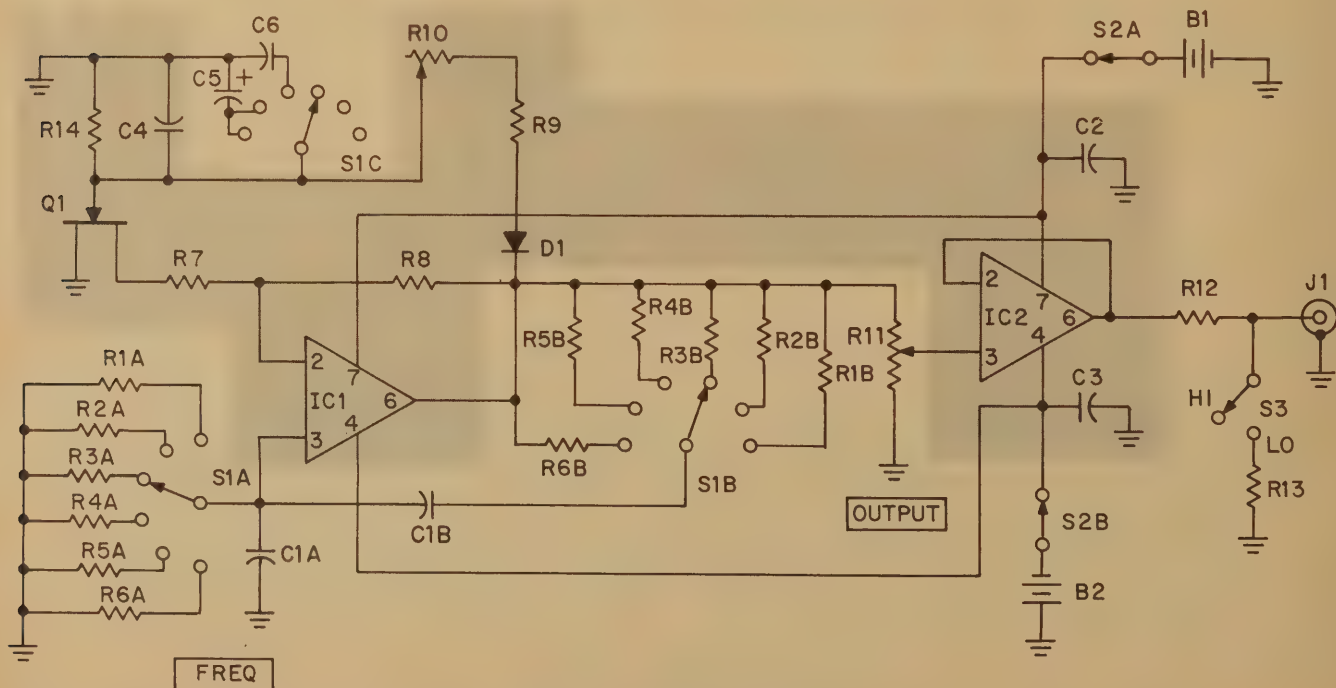 C6
R10
S2A
B1
C5 +
R14
C4
R9
C2
S1C
Q1
D1
R7
R8
R4B
R5B
R3B
R2B
R11
R1B
2
7
IC2
6
4
3
R12
J1
R1A
2
7
IC1
6
4
3
R2A
R3A
S1A
R4A
R5A
R6A
C1A
C1B
R6B
S1B
OUTPUT
C3
HI
S3
LO
R13
S2B
B2
FREQ